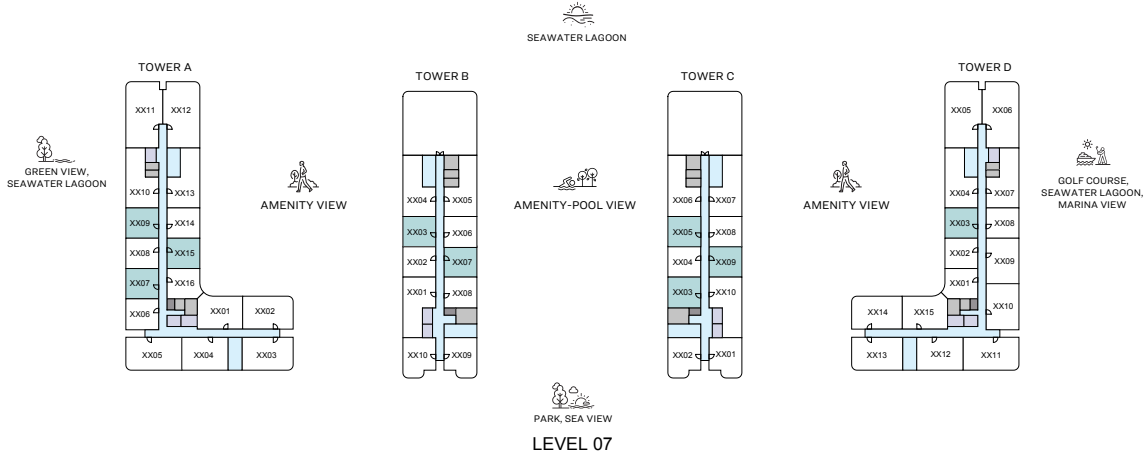 SEAWATER LAGOON
TOWER A
TOWER B
TOWER C
TOWER D
XX11 XX12
XX10 XX13
XX09 XX14
XX08 XX15
XX07 XX16
XX06 XX01 XX02
XX05 XX04 XX03
XX04 XX05
XX03 XX06
XX02 XX07
XX01 XX08
XX10 XX09
XX06 XX07
XX05 XX08
XX04 XX09
XX03 XX10
XX02 XX01
XX05 XX06
XX04 XX07
XX03 XX08
XX02 XX09
XX01 XX10
XX14 XX15
XX13 XX12 XX11
GREEN VIEW,
SEAWATER LAGOON
AMENITY VIEW
AMENITY-POOL VIEW
AMENITY VIEW
GOLF COURSE,
SEAWATER LAGOON,
MARINA VIEW
PARK, SEA VIEW
LEVEL 07